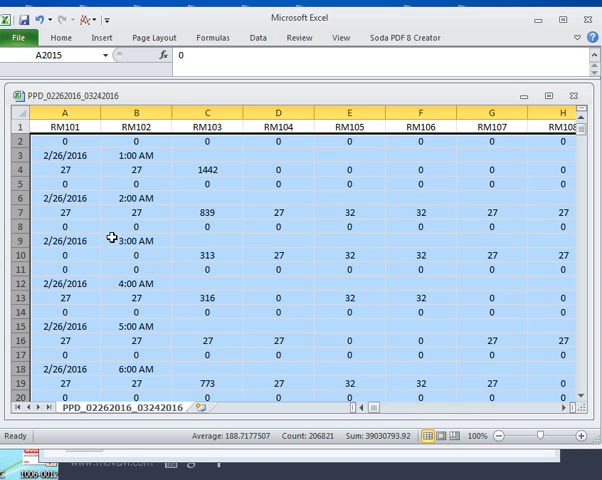 Microsoft Excel
File Home Insert Page Layout Formulas Data Review View Soda PDF 8 Creator
A2015 fx 0
PPD_02262016_03242016
A B C D E F G H
1 RM101 RM102 RM103 RM104 RM105 RM106 RM107 RM108
2 0 0 0 0 0 0 0 0
3 2/26/2016 1:00 AM
4 27 27 1442 0 0 0 0 0
5 0 0 0 0 0 0 0 0
6 2/26/2016 2:00 AM
7 27 27 839 27 32 32 27 27
8 0 0 0 0 0 0 0 0
9 2/26/2016 3:00 AM
10 0 0 313 27 32 32 27 27
11 0 0 0 0 0 0 0 0
12 2/26/2016 4:00 AM
13 27 27 316 0 32 32 0 0
14 0 0 0 0 0 0 0 0
15 2/26/2016 5:00 AM
16 27 27 27 27 0 0 27 27
17 0 0 0 0 0 0 0 0
18 2/26/2016 6:00 AM
19 27 27 773 27 32 32 27 0
20 0 0 0 0 0 0 0 0
PPD_02262016_03242016
Ready Average: 188.7177507 Count: 206821 Sum: 39030793.92 100%